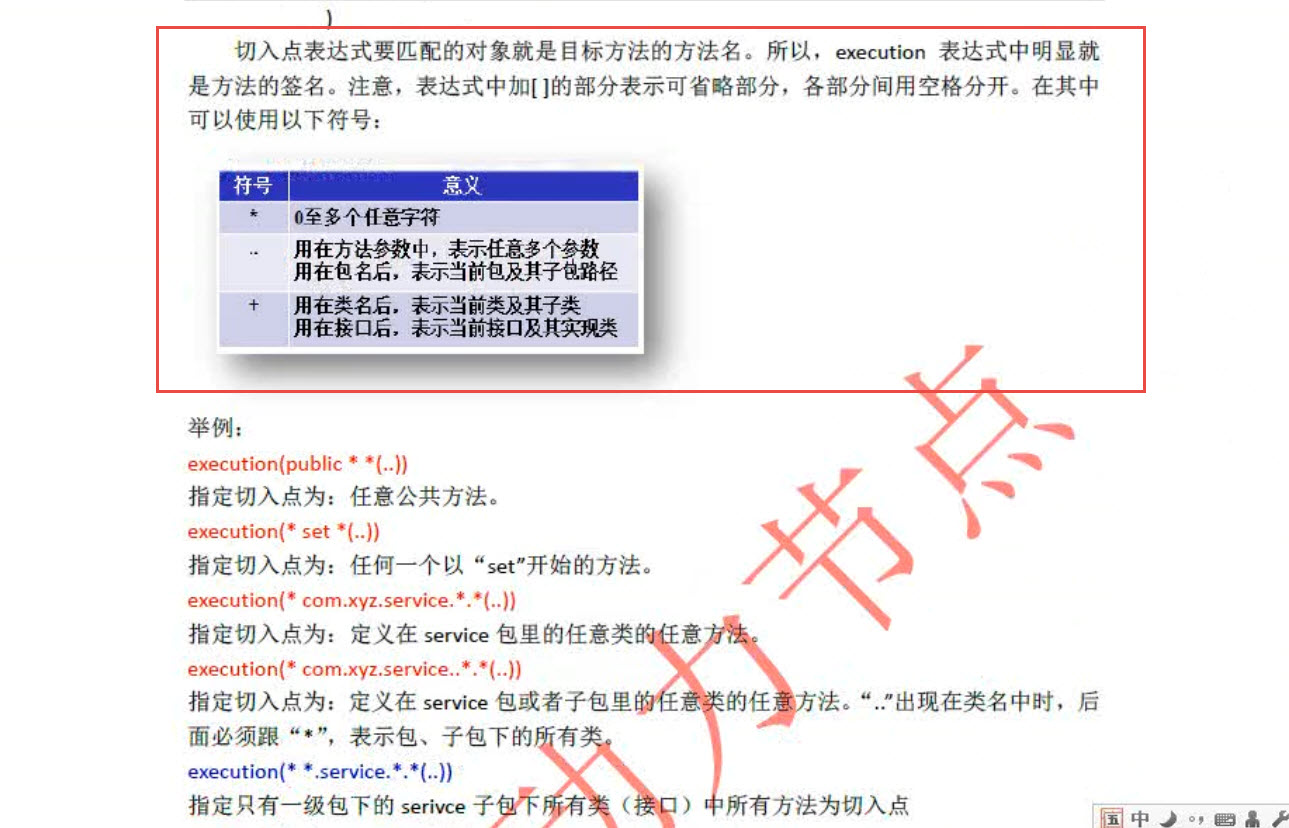 )
切入点表达式要匹配的对象就是目标方法的方法名。所以，execution 表达式中明显就
是方法的签名。注意，表达式中加[ ]的部分表示可省略部分，各部分间用空格分开。在其中
可以使用以下符号：
符号 意义
* 0至多个任意字符
.. 用在方法参数中，表示任意多个参数
用在包名后，表示当前包及其子包路径
+ 用在类名后，表示当前类及其子类
用在接口后，表示当前接口及其实现类
举例：
execution(public * *(..))
指定切入点为：任意公共方法。
execution(* set *(..))
指定切入点为：任何一个以“set”开始的方法。
execution(* com.xyz.service.*.*(..))
指定切入点为：定义在 service 包里的任意类的任意方法。
execution(* com.xyz.service..*.*(..))
指定切入点为：定义在 service 包或者子包里的任意类的任意方法。“..”出现在类名中时，后
面必须跟“*”，表示包、子包下的所有类。
execution(* *.service.*.*(..))
指定只有一级包下的 serivce 子包下所有类（接口）中所有方法为切入点
动力节点
五 中